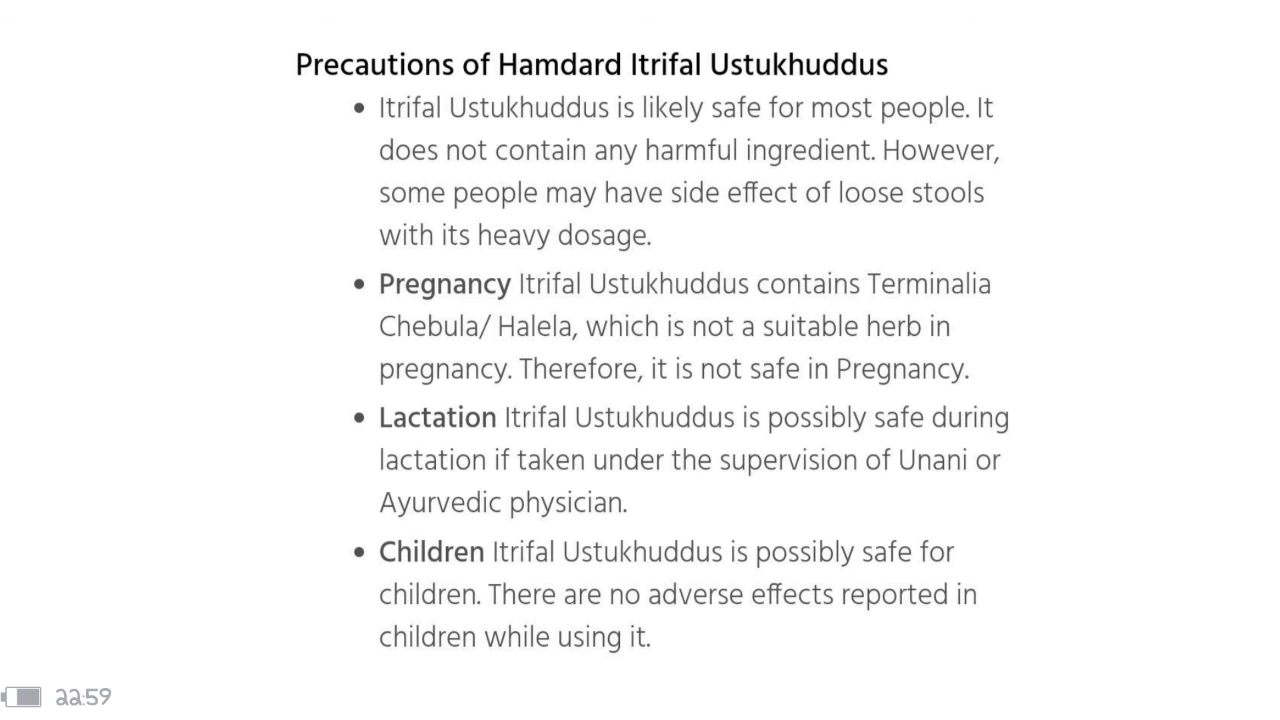 Precautions of Hamdard Itrifal Ustukhuddus
• Itrifal Ustukhuddus is likely safe for most people. It
does not contain any harmful ingredient. However,
some people may have side effect of loose stools
with its heavy dosage.
• Pregnancy Itrifal Ustukhuddus contains Terminalia
Chebula/ Halela, which is not a suitable herb in
pregnancy. Therefore, it is not safe in Pregnancy.
• Lactation Itrifal Ustukhuddus is possibly safe during
lactation if taken under the supervision of Unani or
Ayurvedic physician.
• Children Itrifal Ustukhuddus is possibly safe for
children. There are no adverse effects reported in
children while using it.
22:59